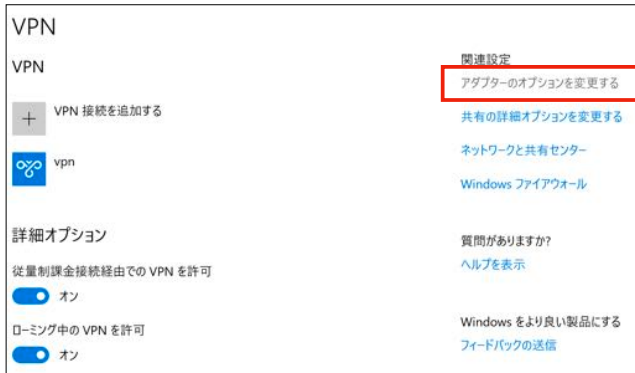 VPN
VPN
VPN 接続を追加する
vpn
詳細オプション
従量制課金接続経由での VPN を許可
オン
ローミング中の VPN を許可
オン
関連設定
アダプターのオプションを変更する
共有の詳細オプションを変更する
ネットワークと共有センター
Windows ファイアウォール
質問がありますか?
ヘルプを表示
Windows をより良い製品にする
フィードバックの送信